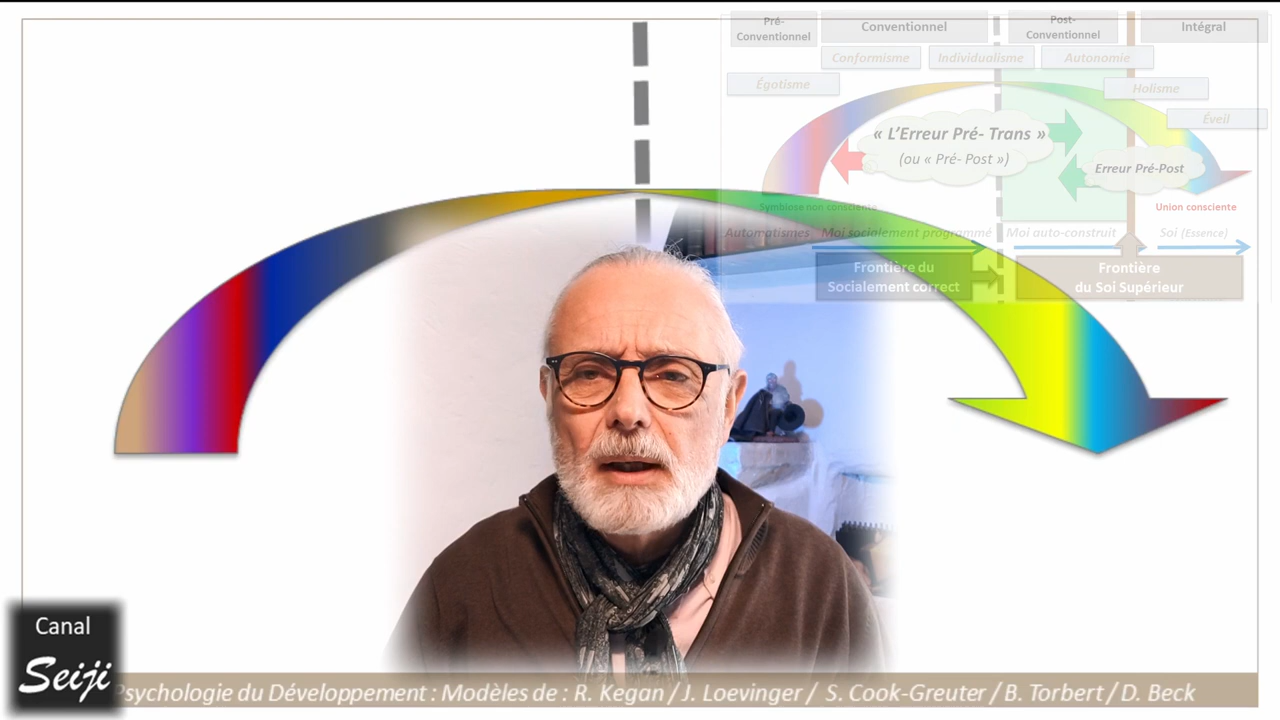 Pré-
Conventionnel
Conventionnel
Post-
Conventionnel
Intégral
Conformisme
Individualisme
Autonomie
Égotisme
Holisme
Éveil
« L’Erreur Pré- Trans »
(ou « Pré- Post »)
Erreur Pré-Post
Symbiose non consciente
Union consciente
Automatismes
Moi socialement programmé
Moi auto-construit
Soi (Essence)
Frontière du
Socialement correct
Frontière
du Soi Supérieur
Canal
Seiji
Psychologie du Développement : Modèles de : R. Kegan / J. Loevinger / S. Cook-Greuter / B. Torbert / D. Beck